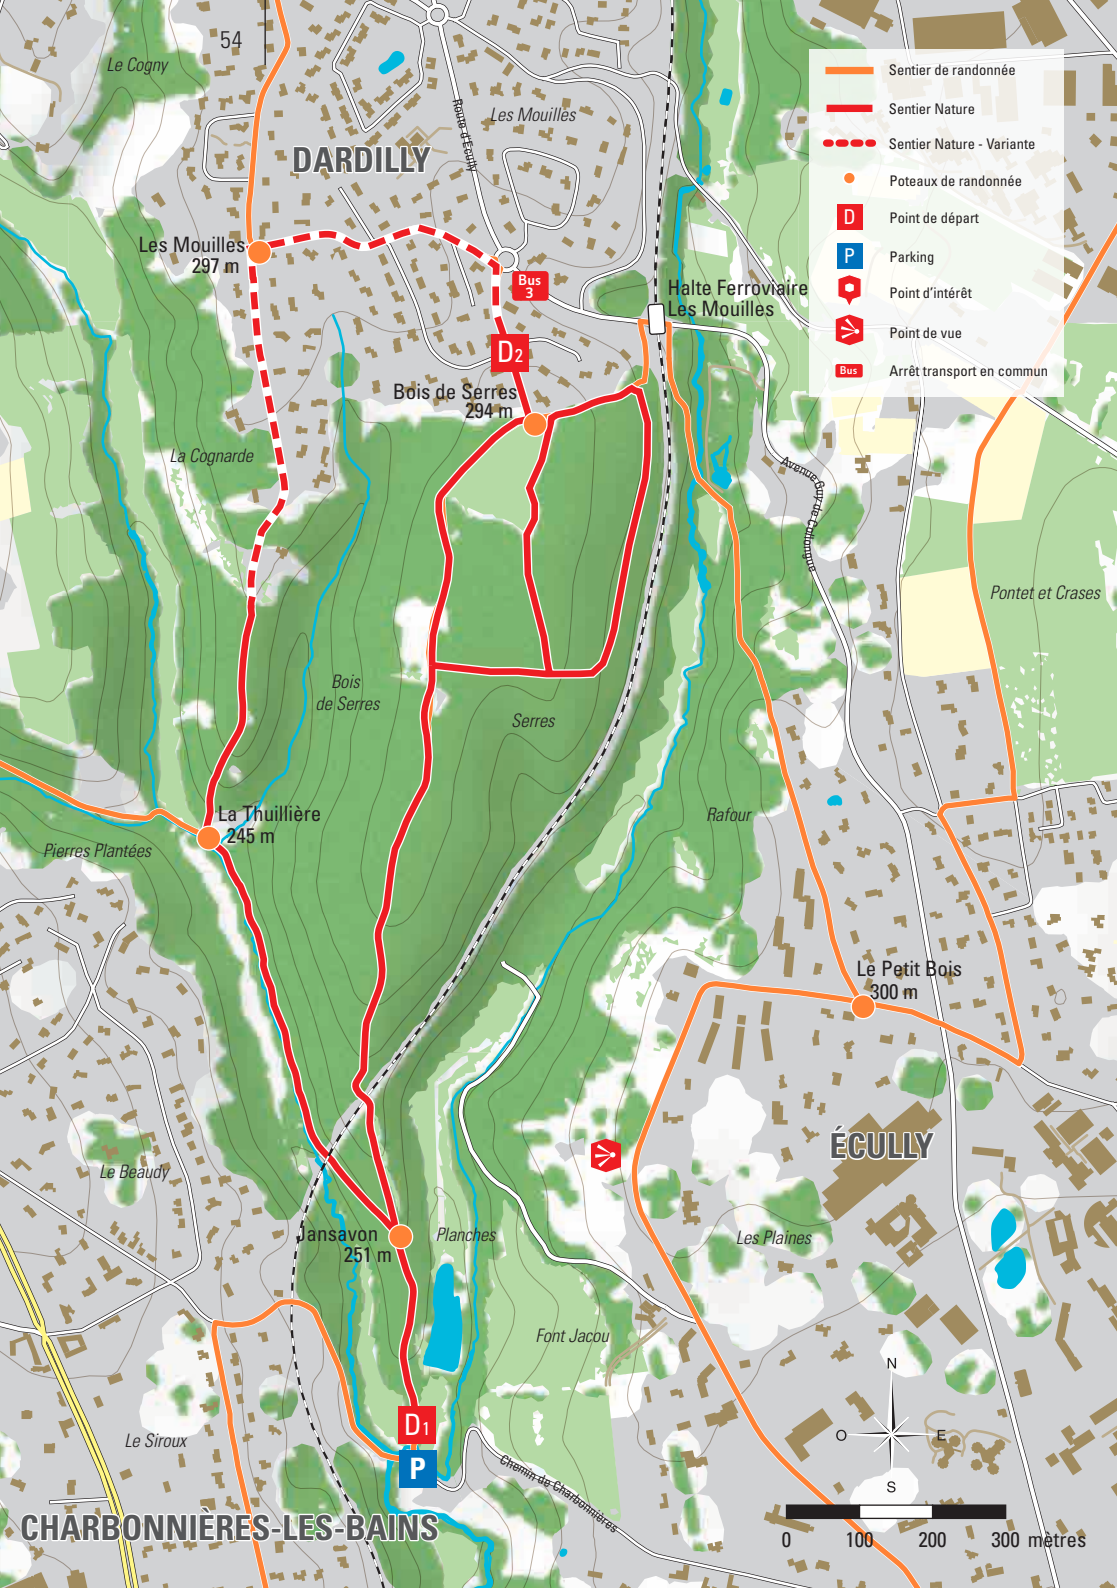 54
Le Cogny
Sentier de randonnée
Sentier Nature
Sentier Nature - Variante
Poteaux de randonnée
D Point de départ
P Parking
Point d'intérêt
Point de vue
Bus Arrêt transport en commun
Route d'Ecully
Les Mouilles
DARDILLY
Les Mouilles
297 m
Bus
3
Halte Ferroviaire
Les Mouilles
D2
Bois de Serres
294 m
La Cognarde
Avenue Guy de Collongue
Pontet et Crases
Bois
de Serres
Serres
La Thuillière
245 m
Pierres Plantées
Rafour
Le Petit Bois
300 m
ÉCULLY
Le Beaudy
Jansavon
251 m
Planches
Les Plaines
Font Jacou
N
O
E
S
Le Siroux
D1
P
Chemin de Charbonnières
CHARBONNIÈRES-LES-BAINS
0 100 200 300 mètres